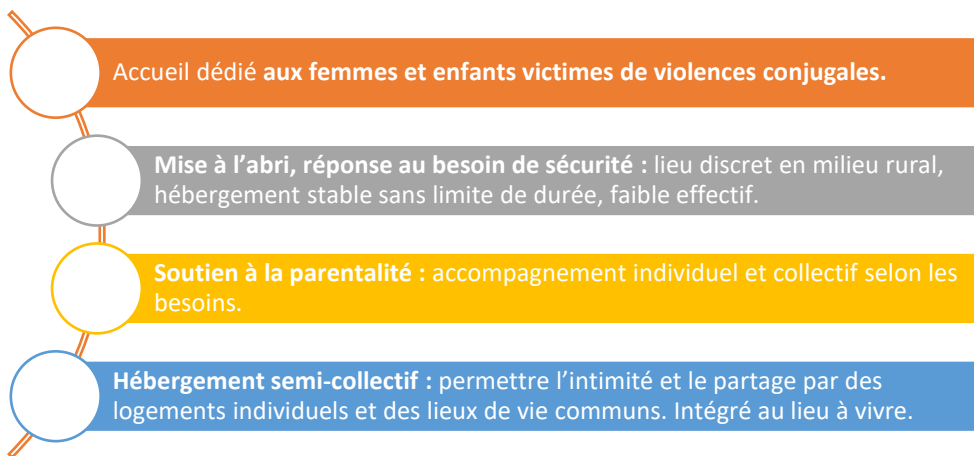 Accueil dédié aux femmes et enfants victimes de violences conjugales.
Mise à l’abri, réponse au besoin de sécurité : lieu discret en milieu rural,
hébergement stable sans limite de durée, faible effectif.
Soutien à la parentalité : accompagnement individuel et collectif selon les
besoins.
Hébergement semi-collectif : permettre l’intimité et le partage par des
logements individuels et des lieux de vie communs. Intégré au lieu à vivre.